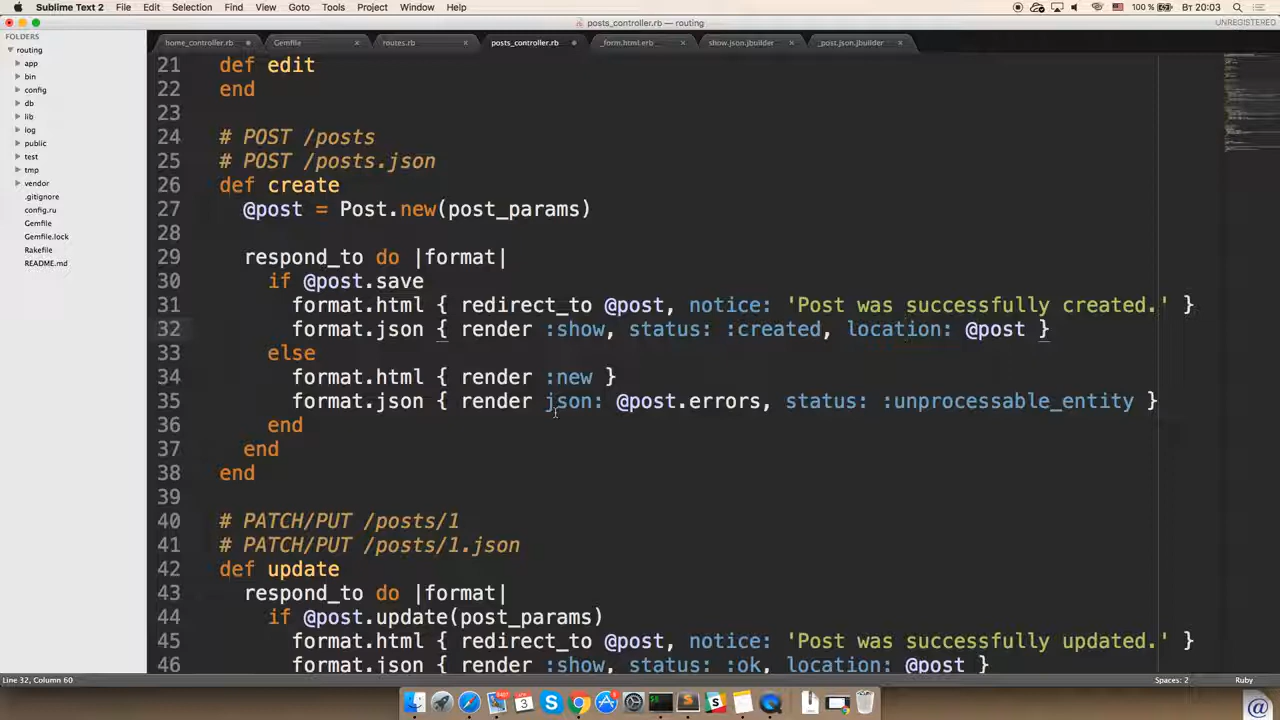 Sublime Text 2 File Edit Selection Find View Goto Tools Project Window Help 100 % Вт 20:03
posts_controller.rb — routing UNREGISTERED
FOLDERS
routing
app
bin
config
db
lib
log
public
test
tmp
vendor
.gitignore
config.ru
Gemfile
Gemfile.lock
Rakefile
README.md
home_controller.rb Gemfile routes.rb posts_controller.rb _form.html.erb show.json.jbuilder _post.json.jbuilder
21 def edit
22 end
23
24 # POST /posts
25 # POST /posts.json
26 def create
27 @post = Post.new(post_params)
28
29 respond_to do |format|
30 if @post.save
31 format.html { redirect_to @post, notice: 'Post was successfully created.' }
32 format.json { render :show, status: :created, location: @post }
33 else
34 format.html { render :new }
35 format.json { render json: @post.errors, status: :unprocessable_entity }
36 end
37 end
38 end
39
40 # PATCH/PUT /posts/1
41 # PATCH/PUT /posts/1.json
42 def update
43 respond_to do |format|
44 if @post.update(post_params)
45 format.html { redirect_to @post, notice: 'Post was successfully updated.' }
46 format.json { render :show, status: :ok, location: @post }
Line 32, Column 60 Spaces: 2 Ruby